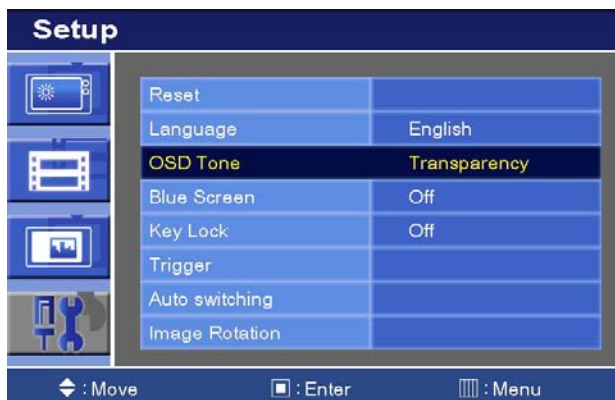 Setup
Reset
Language English
OSD Tone Transparency
Blue Screen Off
Key Lock Off
Trigger
Auto switching
Image Rotation
: Move : Enter : Menu